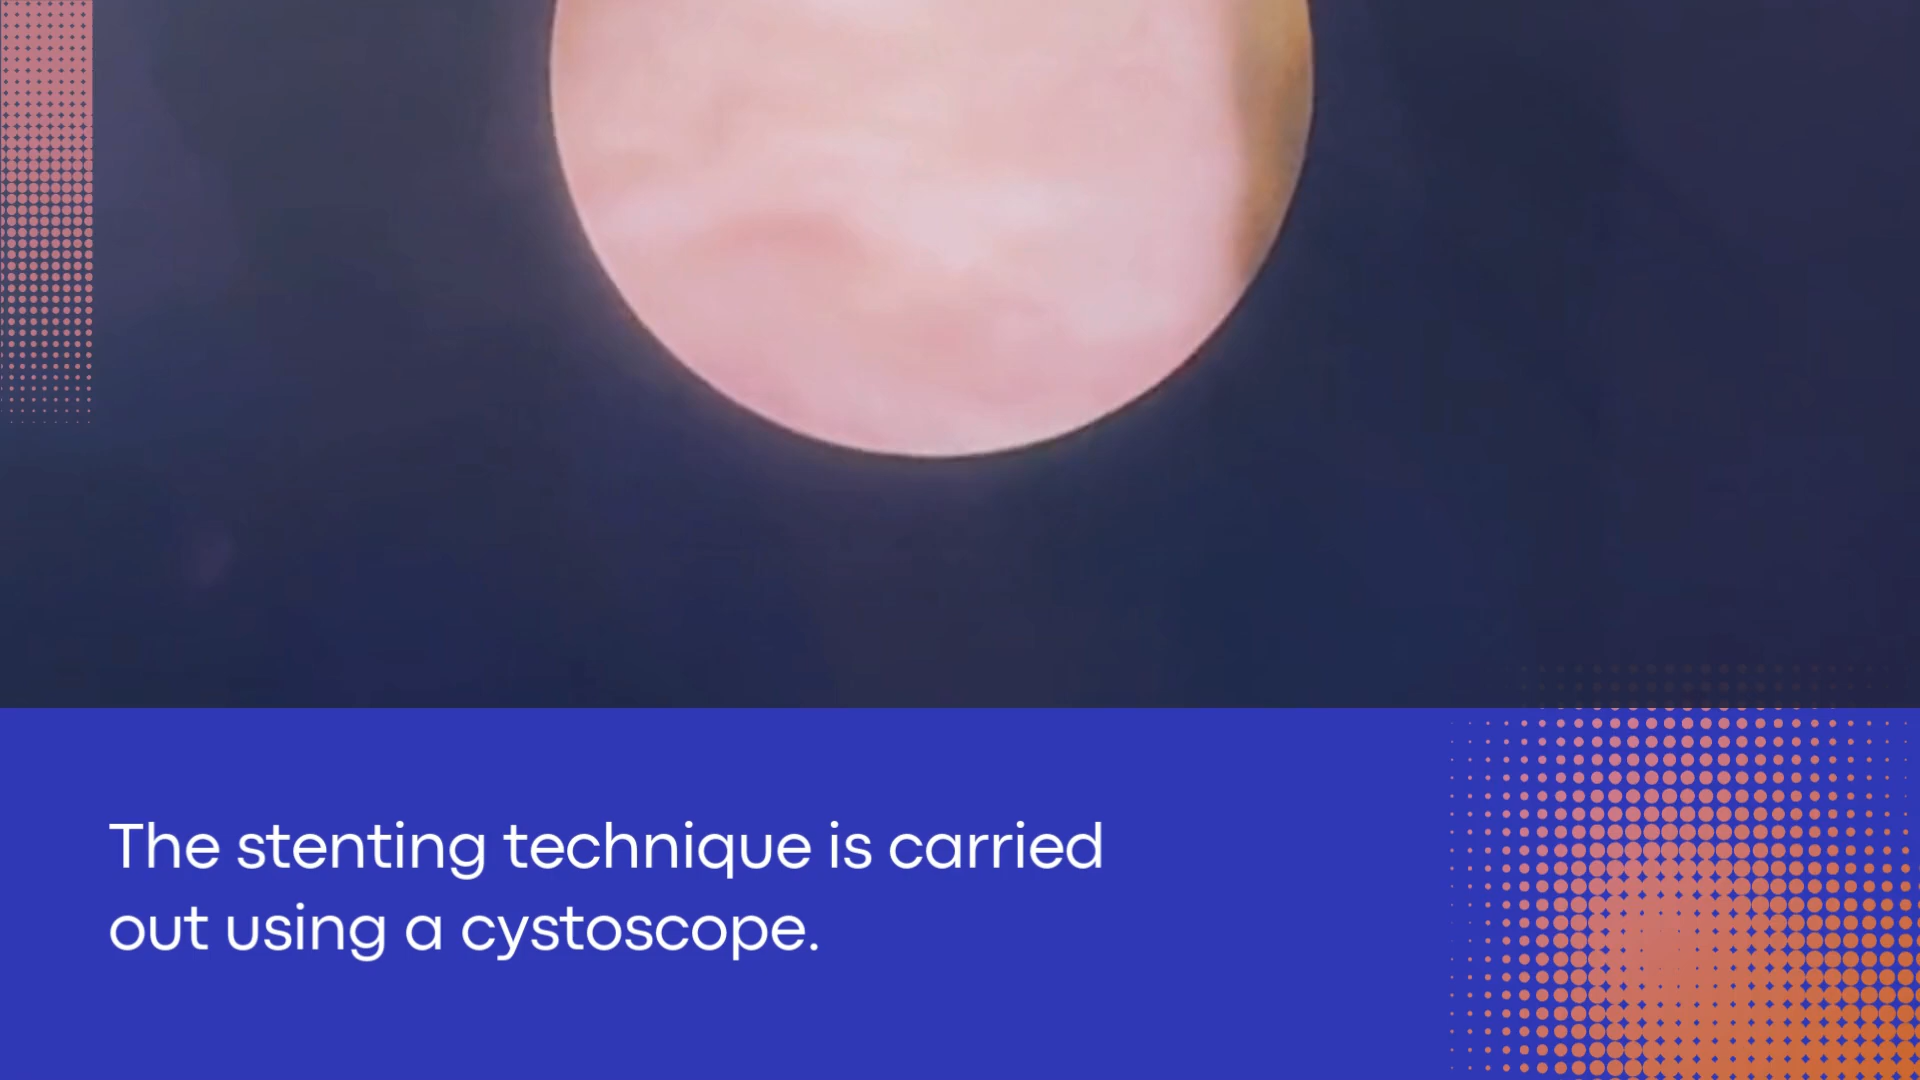 The stenting technique is carried
out using a cystoscope.